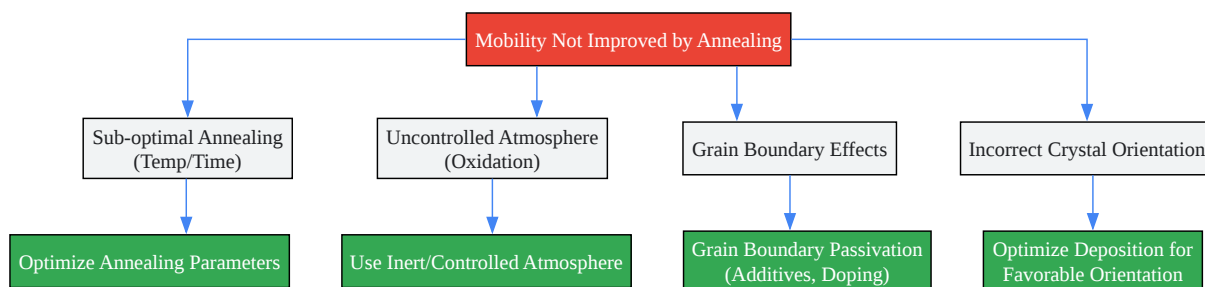 Mobility Not Improved by Annealing
Sub-optimal Annealing
(Temp/Time)
Uncontrolled Atmosphere
(Oxidation)
Grain Boundary Effects
Incorrect Crystal Orientation
Optimize Annealing Parameters
Use Inert/Controlled Atmosphere
Grain Boundary Passivation
(Additives, Doping)
Optimize Deposition for
Favorable Orientation